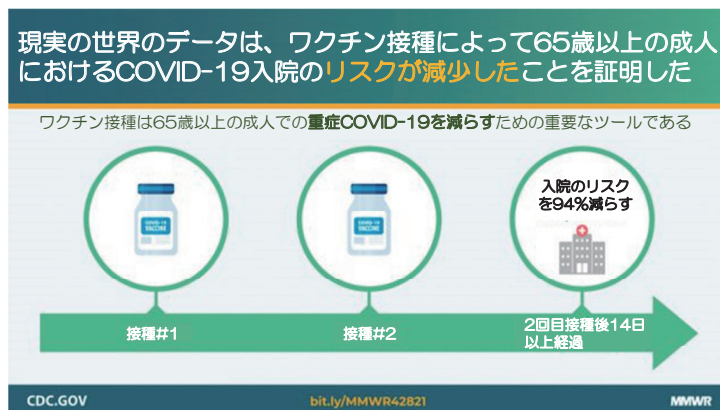 現実の世界のデータは、ワクチン接種によって65歳以上の成人
におけるCOVID-19入院のリスクが減少したことを証明した
ワクチン接種は65歳以上の成人での重症COVID-19を減らすための重要なツールである
COVID-19
VACCINE
COVID-19
VACCINE
入院のリスク
を94%減らす
接種#1
接種#2
2回目接種後14日
以上経過
CDC.GOV
bit.ly/MMWR42821
MMWR